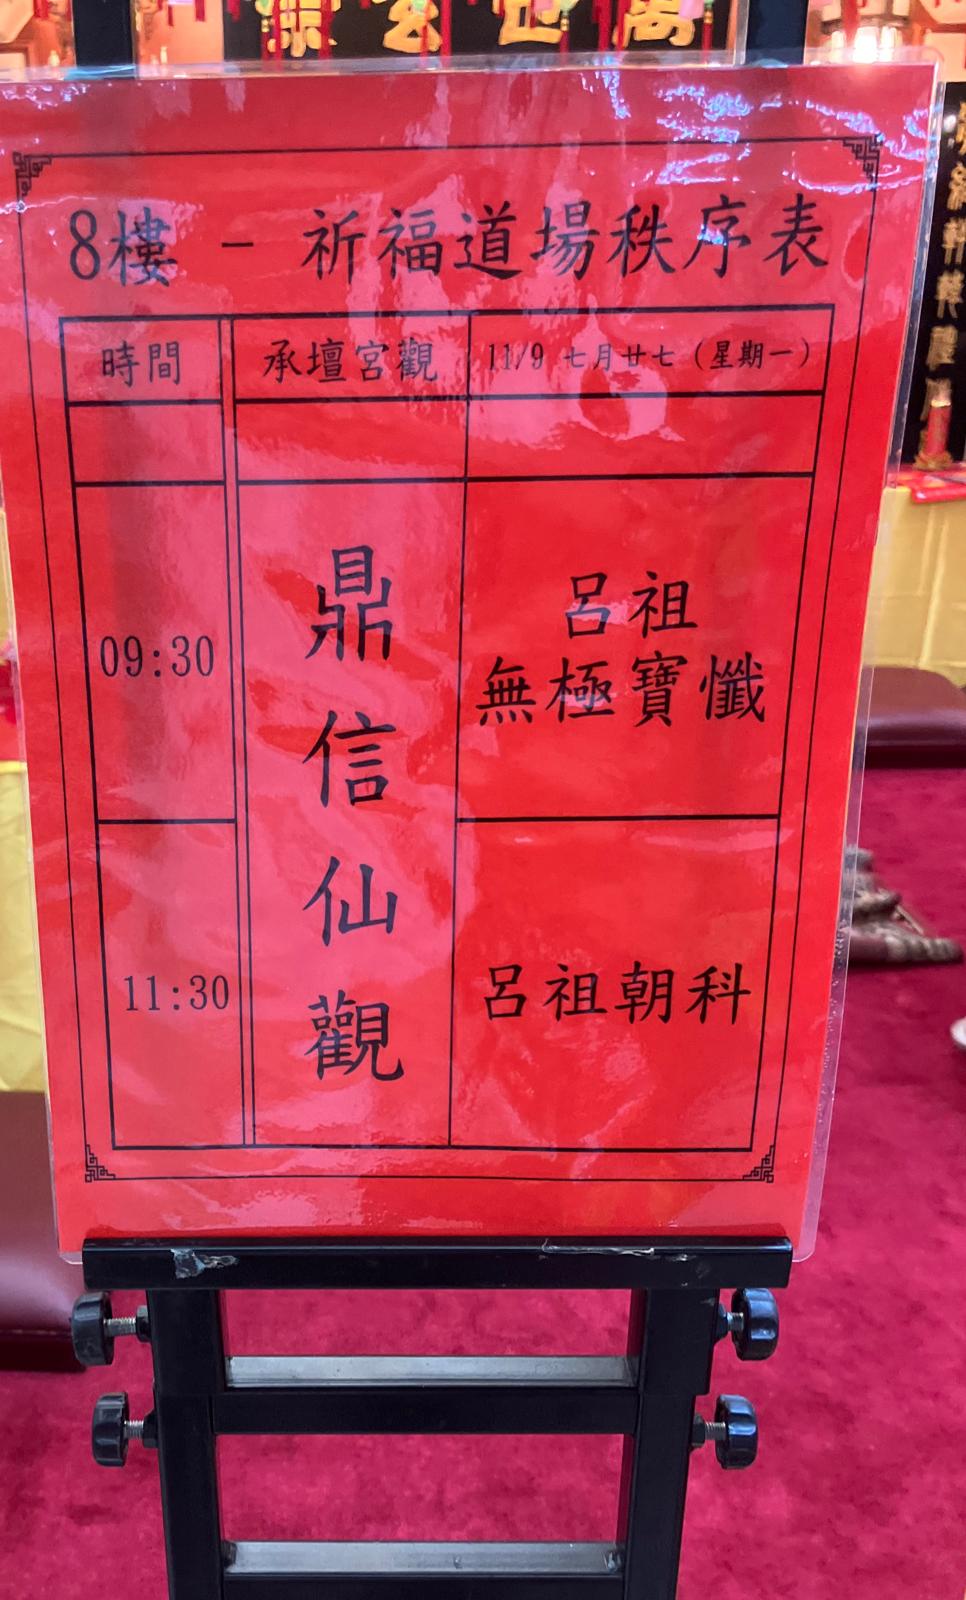 8樓 - 祈福道場秩序表
時間 承壇宮觀 11/9 七月廿七 (星期一)
09:30 呂祖
無極寶懺
鼎信仙觀
11:30 呂祖朝科